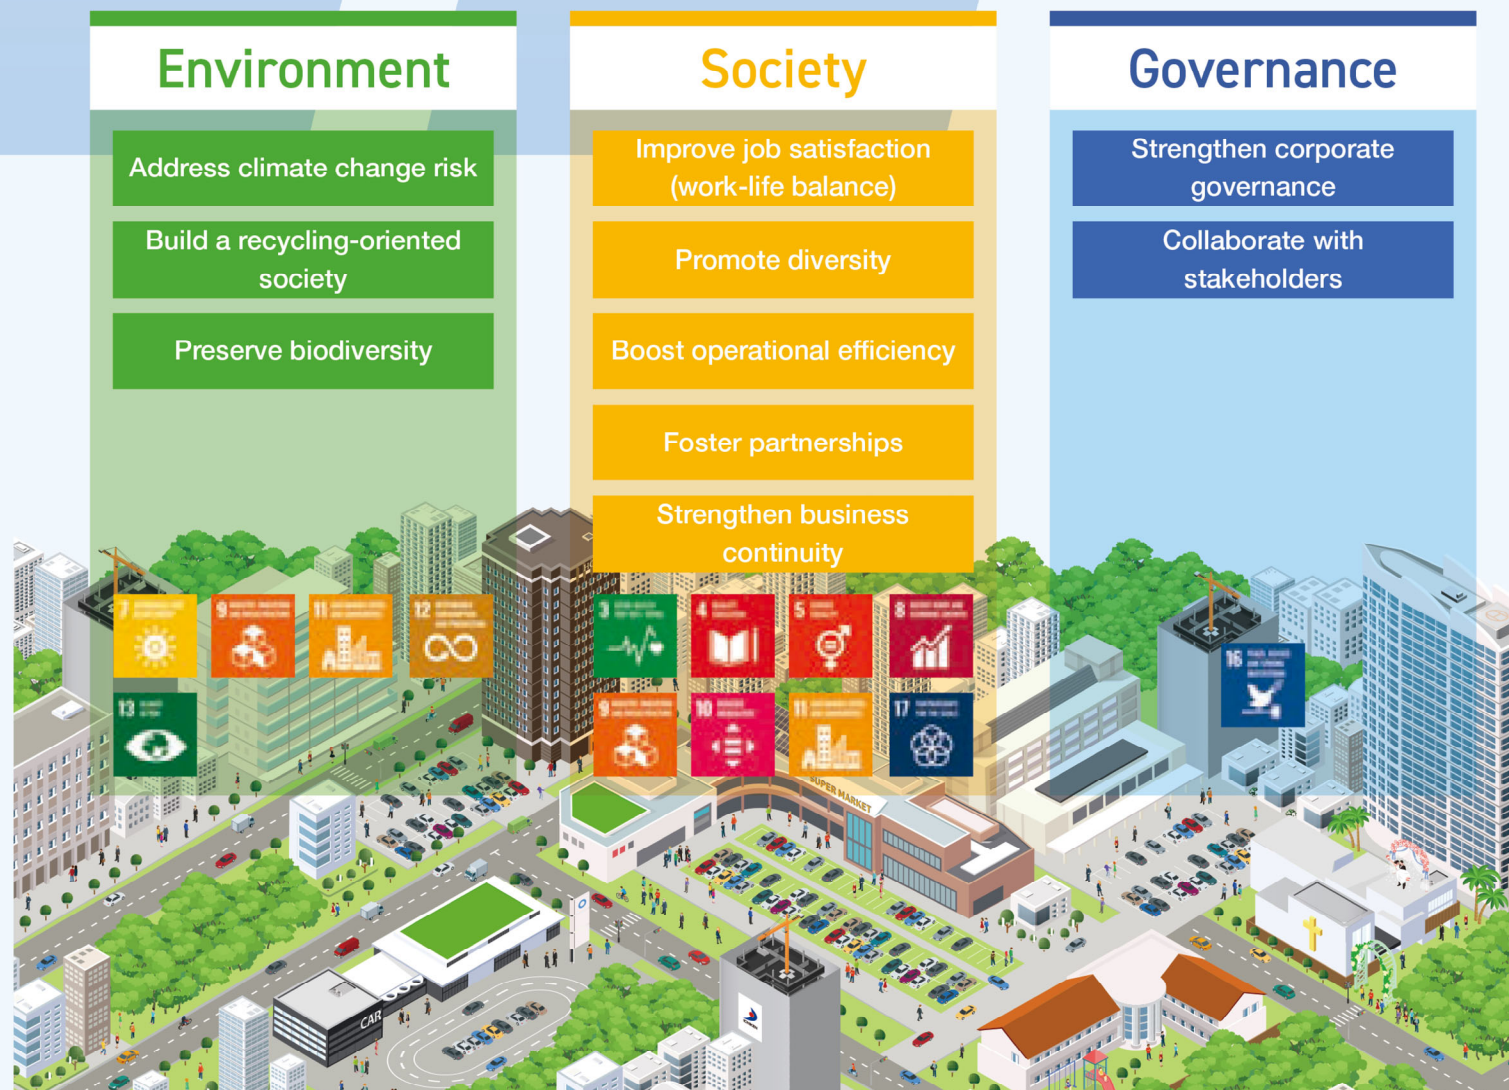 Environment
Society
Governance
Address climate change risk
Build a recycling-oriented
society
Preserve biodiversity
Improve job satisfaction
(work-life balance)
Promote diversity
Boost operational efficiency
Foster partnerships
Strengthen business
continuity
Strengthen corporate
governance
Collaborate with
stakeholders
7
9
11
12
13
3
4
5
8
9
10
11
17
16
SUPER MARKET
CAR